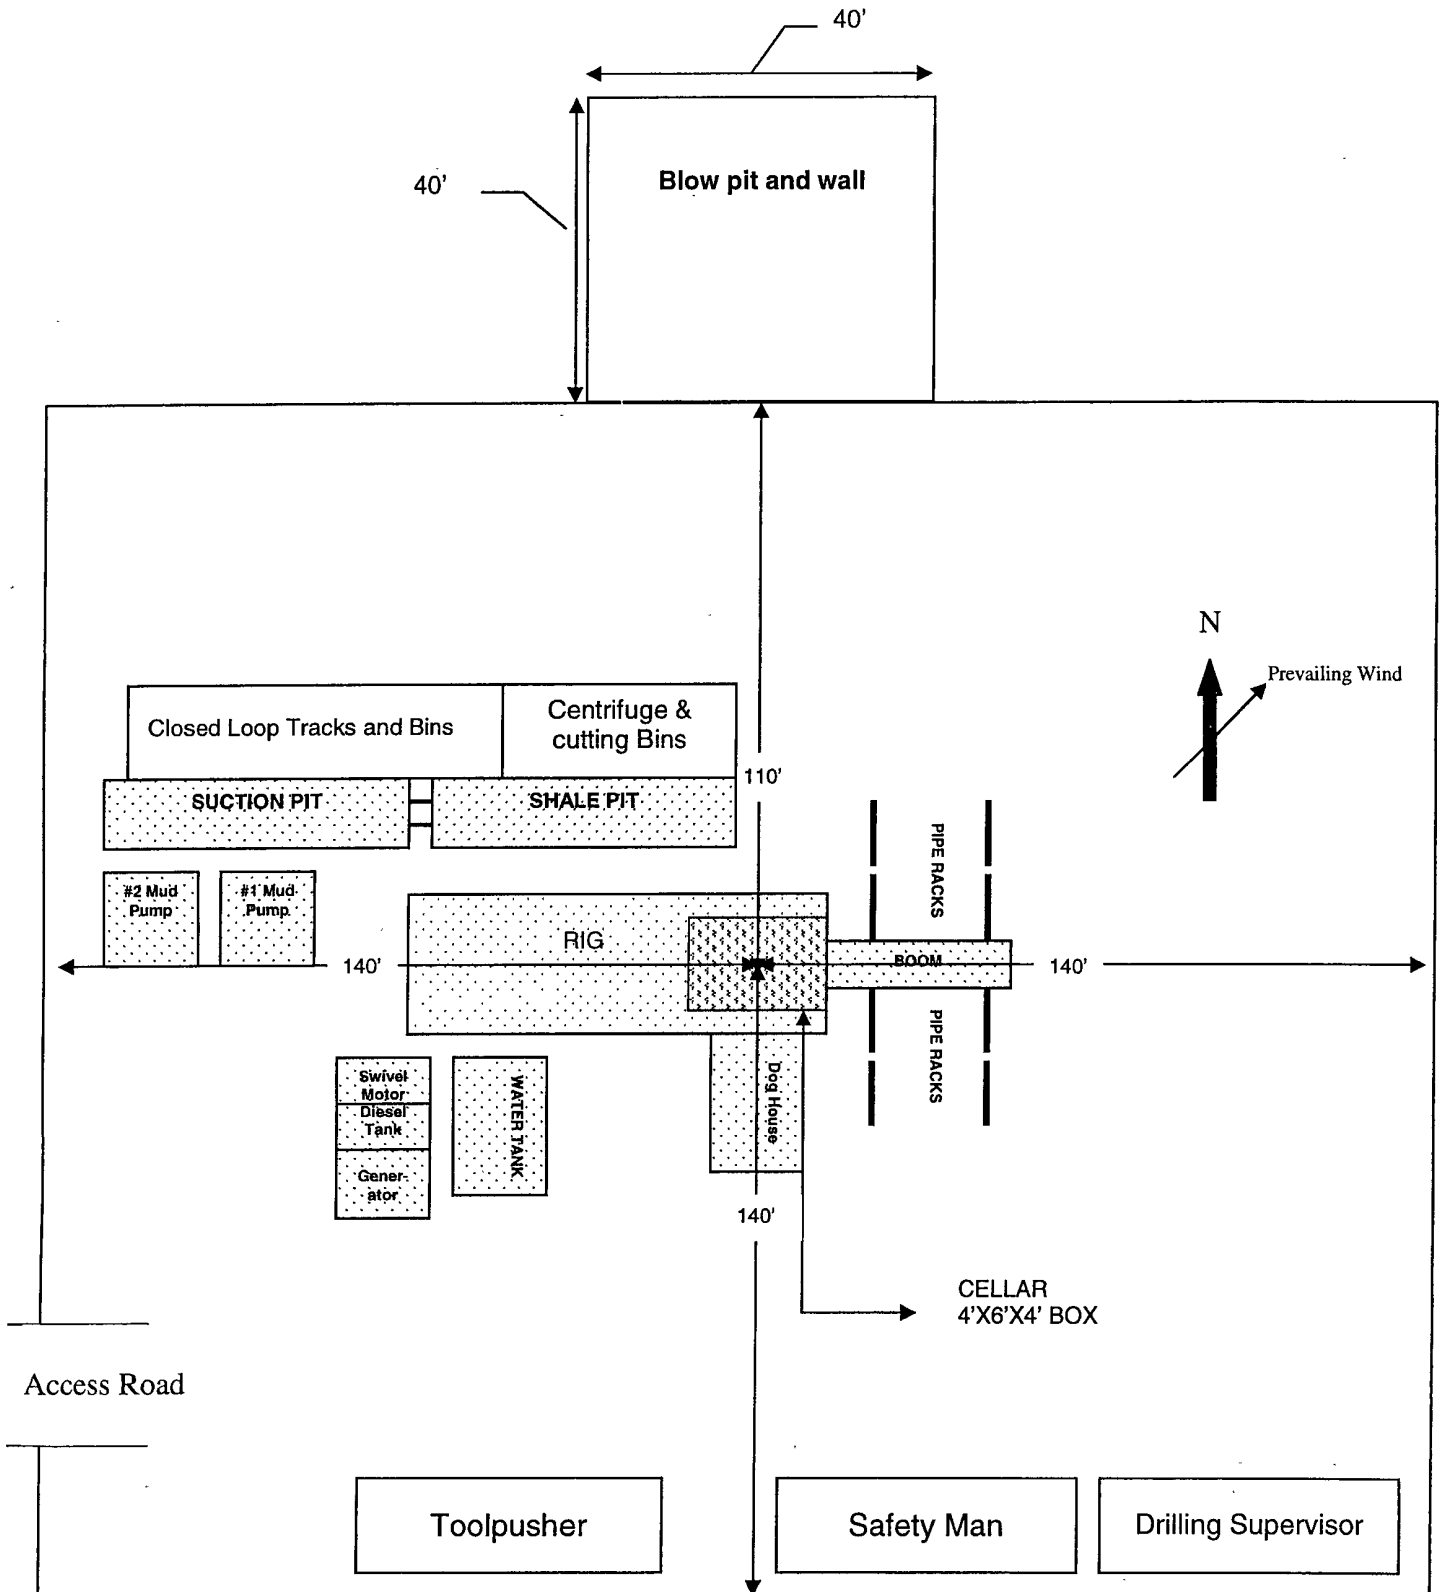 40'
40'
Blow pit and wall
N
Prevailing Wind
Closed Loop Tracks and Bins
Centrifuge &
cutting Bins
110'
SUCTION PIT
SHALE PIT
PIPE RACKS
#2 Mud
Pump
#1 Mud
Pump
RIG
140'
BOOM
140'
PIPE RACKS
Swivel
Motor
Diesel
Tank
Gener-
ator
WATER TANK
Dog House
140'
CELLAR
4'X6'X4' BOX
Access Road
Toolpusher
Safety Man
Drilling Supervisor